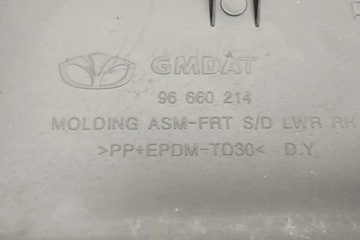 GMDAT
96 660 214
MOLDING ASM-FRT S/D LWR RH
>PP+EPDM-TD30< D.Y